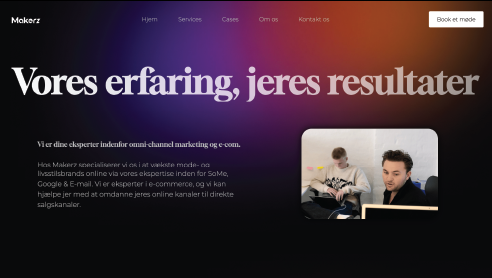 Makerz
Hjem Services Cases Om os Kontakt os
Book et møde
Vores erfaring, jeres resultater
Vi er dine eksperter indenfor omni-channel marketing og e-com.
Hos Makerz specialiserer vi os i at vækste mode- og
livsstilsbrands online via vores ekspertise inden for SoMe,
Google & E-mail. Vi er eksperter i e-commerce, og vi kan
hjælpe jer med at omdanne jeres online kanaler til direkte
salgskanaler.